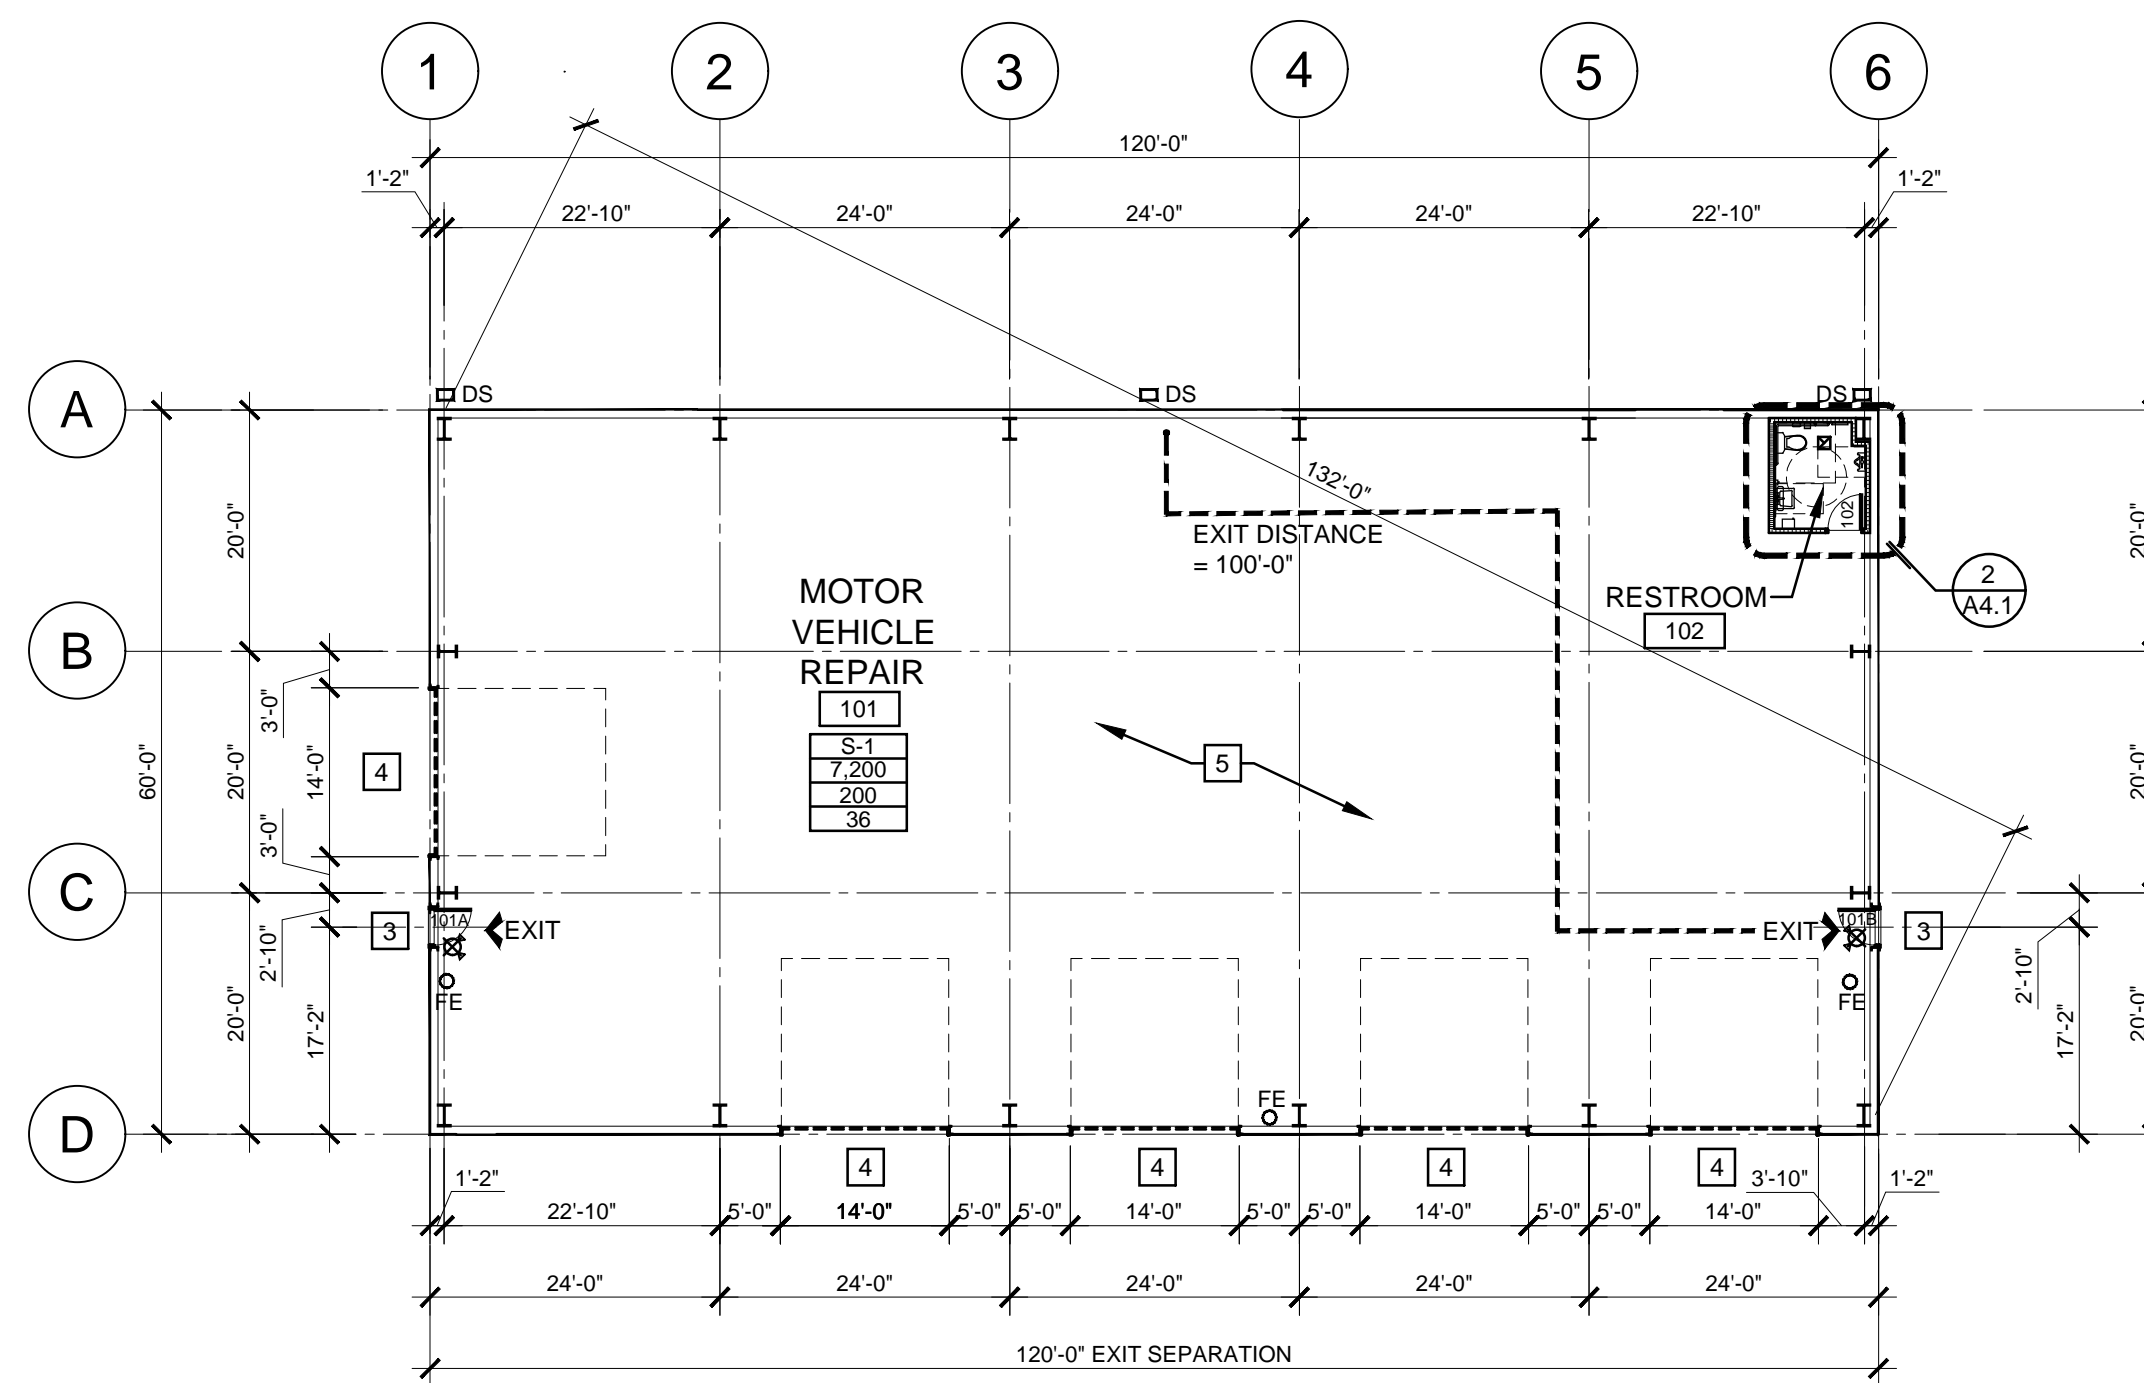 1 2 3 4 5 6
120'-0"
1'-2" 1'-2"
22'-10" 24'-0" 24'-0" 24'-0" 22'-10"
DS DS DS
A
B
C
D
132'-0"
EXIT DISTANCE
= 100'-0"
102
RESTROOM
102
2
A4.1
MOTOR
VEHICLE
REPAIR
101
S-1
7,200
200
36
5
60'-0"
20'-0"
20'-0"
20'-0"
3'-0"
14'-0"
3'-0"
2'-10"
17'-2"
4
3
101A
EXIT
FE
EXIT
101B
3
FE
20'-0"
20'-0"
20'-0"
2'-10"
17'-2"
FE
4 4 4 4
1'-2" 3'-10" 1'-2"
22'-10" 5'-0" 14'-0" 5'-0" 5'-0" 14'-0" 5'-0" 5'-0" 14'-0" 5'-0" 5'-0" 14'-0"
24'-0" 24'-0" 24'-0" 24'-0" 24'-0"
120'-0" EXIT SEPARATION